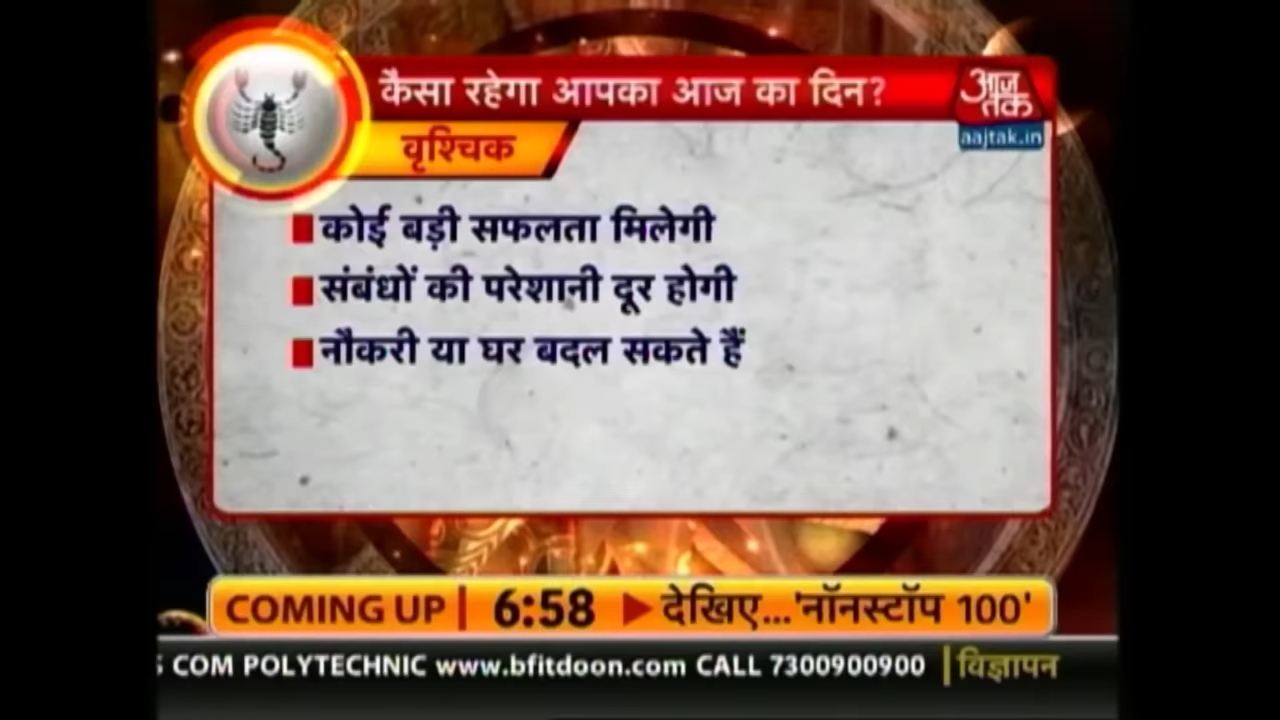 कैसा रहेगा आपका आज का दिन?
आज तक
aajtak.in
वृश्चिक
कोई बड़ी सफलता मिलेगी
संबंधों की परेशानी दूर होगी
नौकरी या घर बदल सकते हैं
COMING UP 6:58 देखिए...'नॉनस्टॉप 100'
COM POLYTECHNIC www.bfitdoon.com CALL 7300900900 विज्ञापन